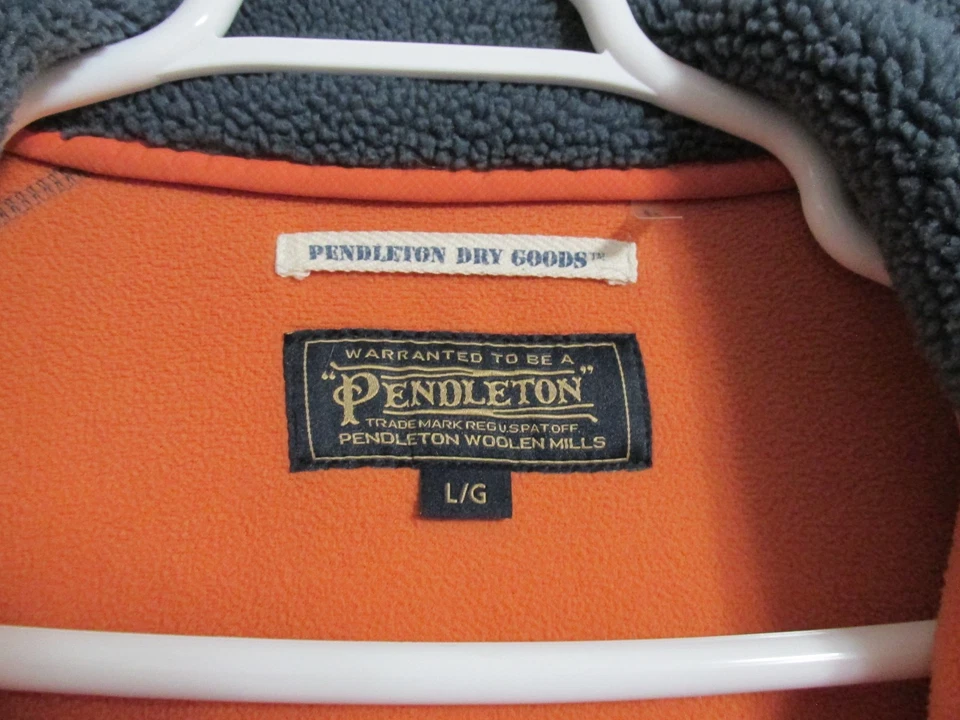 PENDLETON DRY GOODS™
WARRANTED TO BE A
"PENDLETON"
TRADE MARK REG U.S. PAT. OFF.
PENDLETON WOOLEN MILLS
L/G